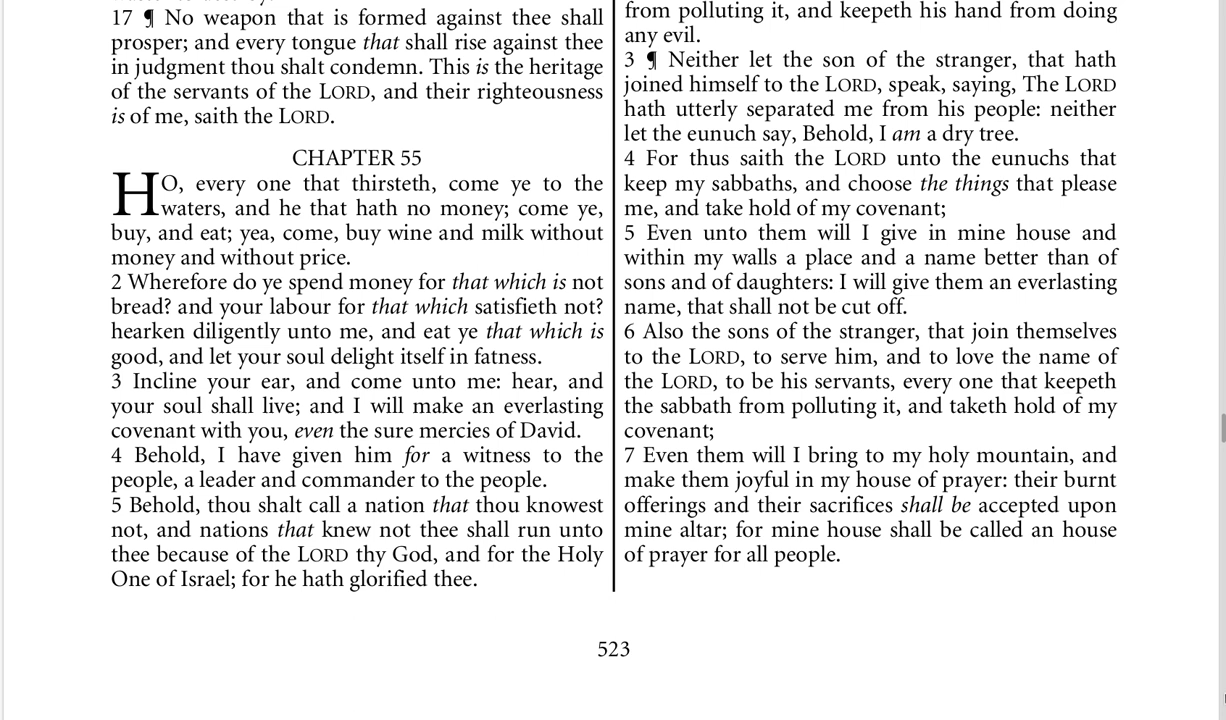 17 ¶ No weapon that is formed against thee shall
prosper; and every tongue that shall rise against thee
in judgment thou shalt condemn. This is the heritage
of the servants of the LORD, and their righteousness
is of me, saith the LORD.
CHAPTER 55
HO, every one that thirsteth, come ye to the
waters, and he that hath no money; come ye,
buy, and eat; yea, come, buy wine and milk without
money and without price.
2 Wherefore do ye spend money for that which is not
bread? and your labour for that which satisfieth not?
hearken diligently unto me, and eat ye that which is
good, and let your soul delight itself in fatness.
3 Incline your ear, and come unto me: hear, and
your soul shall live; and I will make an everlasting
covenant with you, even the sure mercies of David.
4 Behold, I have given him for a witness to the
people, a leader and commander to the people.
5 Behold, thou shalt call a nation that thou knowest
not, and nations that knew not thee shall run unto
thee because of the LORD thy God, and for the Holy
One of Israel; for he hath glorified thee.
from polluting it, and keepeth his hand from doing
any evil.
3 ¶ Neither let the son of the stranger, that hath
joined himself to the LORD, speak, saying, The LORD
hath utterly separated me from his people: neither
let the eunuch say, Behold, I am a dry tree.
4 For thus saith the LORD unto the eunuchs that
keep my sabbaths, and choose the things that please
me, and take hold of my covenant;
5 Even unto them will I give in mine house and
within my walls a place and a name better than of
sons and of daughters: I will give them an everlasting
name, that shall not be cut off.
6 Also the sons of the stranger, that join themselves
to the LORD, to serve him, and to love the name of
the LORD, to be his servants, every one that keepeth
the sabbath from polluting it, and taketh hold of my
covenant;
7 Even them will I bring to my holy mountain, and
make them joyful in my house of prayer: their burnt
offerings and their sacrifices shall be accepted upon
mine altar; for mine house shall be called an house
of prayer for all people.
523